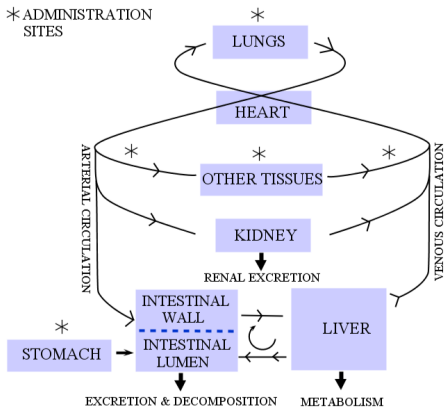 * ADMINISTRATION
SITES
*
LUNGS
HEART
ARTERIAL CIRCULATION
VENOUS CIRCULATION
*
*
*
OTHER TISSUES
KIDNEY
RENAL EXCRETION
INTESTINAL
WALL
INTESTINAL
LUMEN
LIVER
*
STOMACH
EXCRETION & DECOMPOSITION
METABOLISM